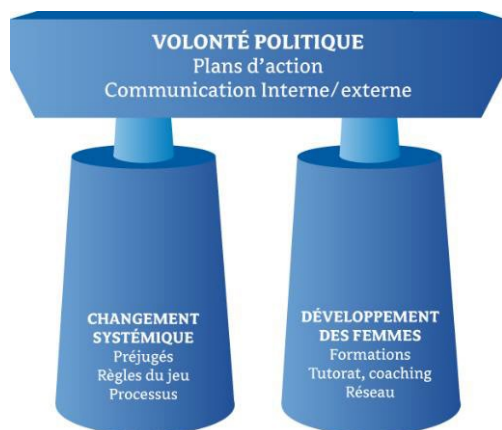 VOLONTÉ POLITIQUE
Plans d'action
Communication Interne/externe
CHANGEMENT
SYSTÉMIQUE
Préjugés
Règles du jeu
Processus
DÉVELOPPEMENT
DES FEMMES
Formations
Tutorat, coaching
Réseau